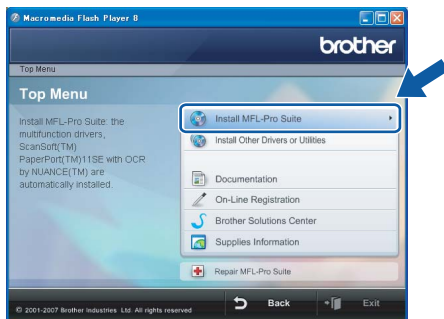 Macromedia Flash Player 8
brother
Top Menu
Top Menu
Install MFL-Pro Suite: the
multifunction drivers,
ScanSoft(TM)
PaperPort(TM)11SE with OCR
by NUANCE(TM) are
automatically installed.
Install MFL-Pro Suite
Install Other Drivers or Utilities
Documentation
On-Line Registration
Brother Solutions Center
Supplies Information
Repair MFL-Pro Suite
© 2001-2007 Brother Industries Ltd. All rights reserved
Back
Exit